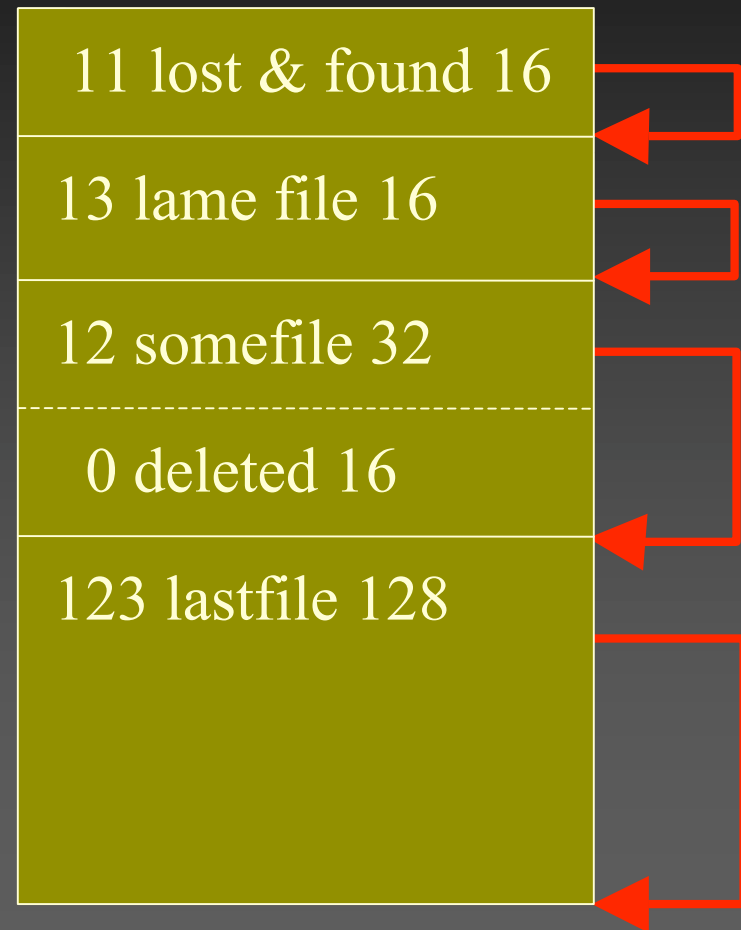 11 lost & found 16
13 lame file 16
12 somefile 32
0 deleted 16
123 lastfile 128